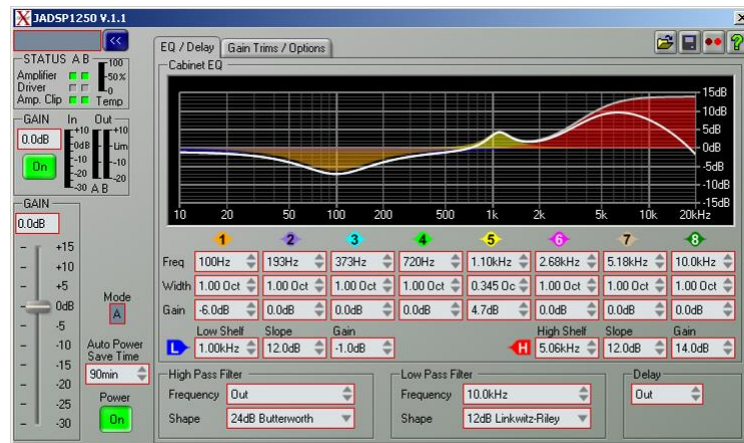 JADSP1250 V.1.1
<<
EQ / Delay
Gain Trims / Options
STATUS A B
Amplifier
Driver
Amp. Clip
100
50%
0
Temp
GAIN
In
Out
0.0dB
On
+10
0dB
-10
-20
-30
A B
+10
-Lim
-10
-20
GAIN
0.0dB
+15
+10
+5
0dB
-5
-10
-15
-20
-25
-30
Mode
A
Auto Power
Save Time
90min
Power
On
Cabinet EQ
15dB
10dB
5dB
0dB
-5dB
-10dB
-15dB
10 20 50 100 200 500 1k 2k 5k 10k 20kHz
1 2 3 4 5 6 7 8
Freq 100Hz 193Hz 373Hz 720Hz 1.10kHz 2.68kHz 5.18kHz 10.0kHz
Width 1.00 Oct 1.00 Oct 1.00 Oct 1.00 Oct 0.345 Oc 1.00 Oct 1.00 Oct 1.00 Oct
Gain -6.0dB 0.0dB 0.0dB 0.0dB 4.7dB 0.0dB 0.0dB 0.0dB
Low Shelf Slope Gain High Shelf Slope Gain
L 1.00kHz 12.0dB -1.0dB H 5.06kHz 12.0dB 14.0dB
High Pass Filter
Frequency Out
Shape 24dB Butterworth
Low Pass Filter
Frequency 10.0kHz
Shape 12dB Linkwitz-Riley
Delay
Out